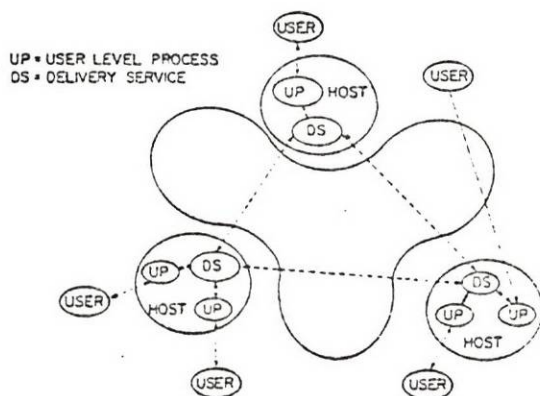 USER
UP = USER LEVEL PROCESS
DS = DELIVERY SERVICE
USER
UP
HOST
DS
UP
DS
USER
HOST
UP
USER
DS
UP
UP
HOST
USER